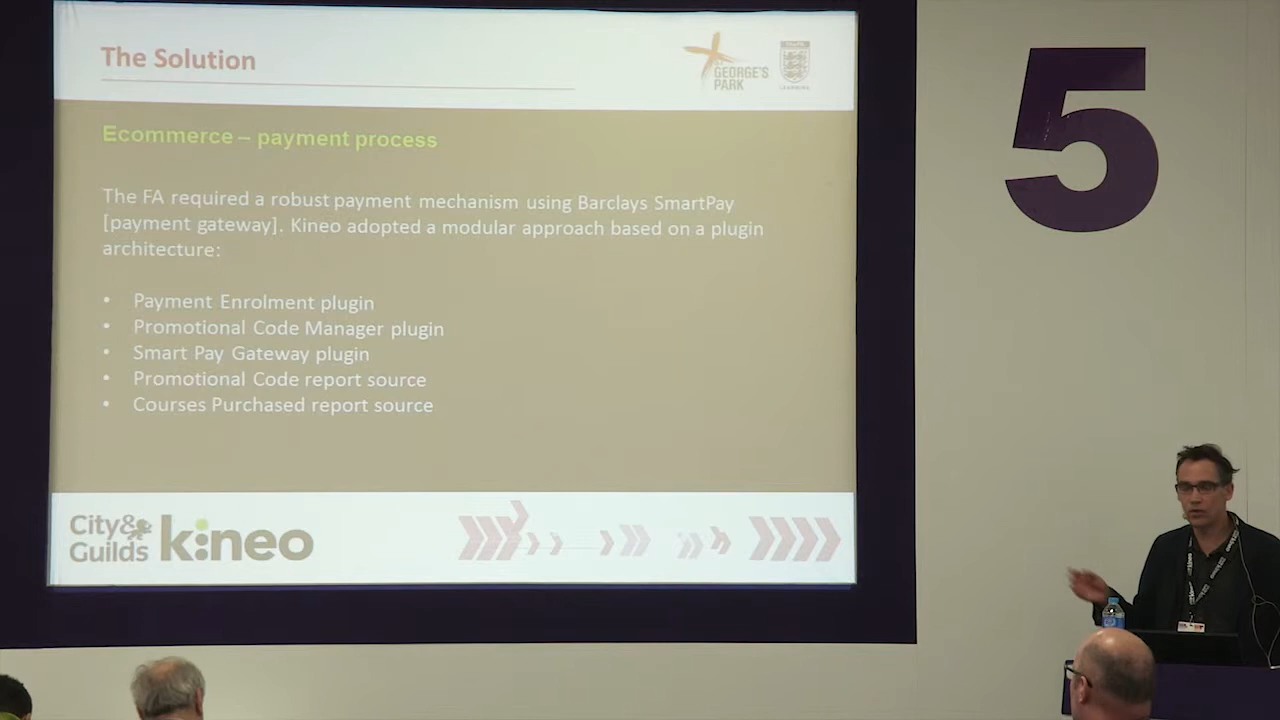 The Solution
GEORGE'S
PARK
Ecommerce – payment process
The FA required a robust payment mechanism using Barclays SmartPay
[payment gateway]. Kineo adopted a modular approach based on a plugin
architecture:
• Payment Enrolment plugin
• Promotional Code Manager plugin
• Smart Pay Gateway plugin
• Promotional Code report source
• Courses Purchased report source
City&
Guilds
kineo
5